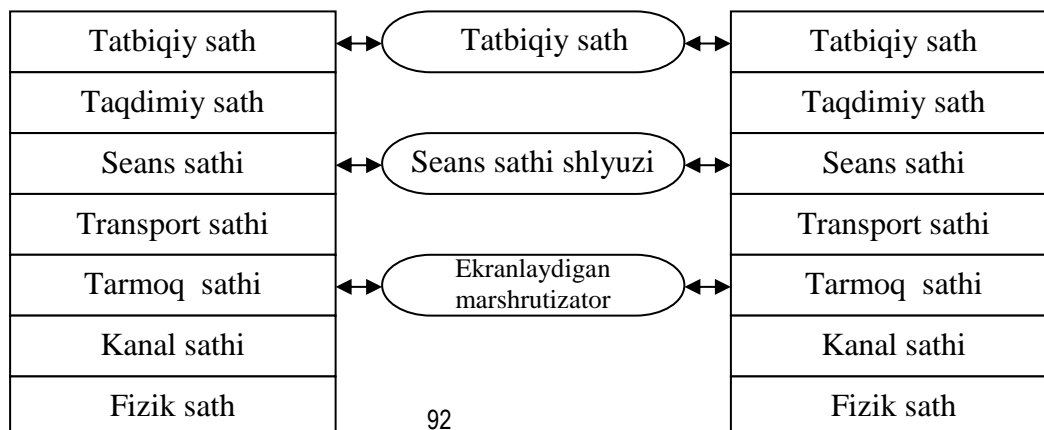 Tatbiqiy sath
Taqdimiy sath
Seans sathi
Transport sathi
Tarmoq sathi
Kanal sathi
Fizik sath
Tatbiqiy sath
Seans sathi shlyuzi
Ekranlaydigan
marshrutizator
Tatbiqiy sath
Taqdimiy sath
Seans sathi
Transport sathi
Tarmoq sathi
Kanal sathi
Fizik sath
92